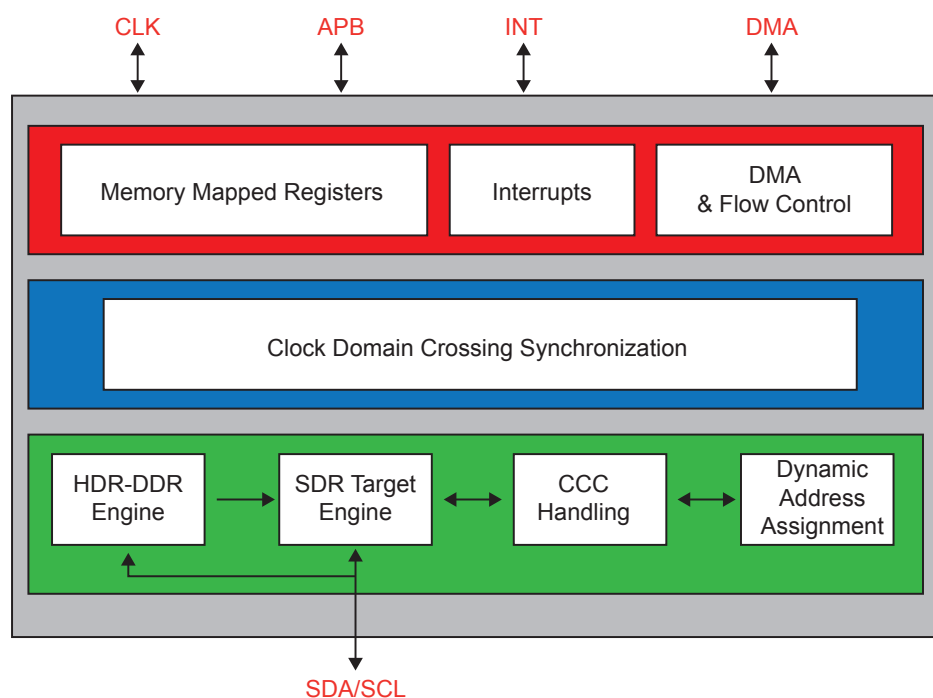 CLK
APB
INT
DMA
Memory Mapped Registers
Interrupts
DMA
& Flow Control
Clock Domain Crossing Synchronization
HDR-DDR
Engine
SDR Target
Engine
CCC
Handling
Dynamic
Address
Assignment
SDA/SCL